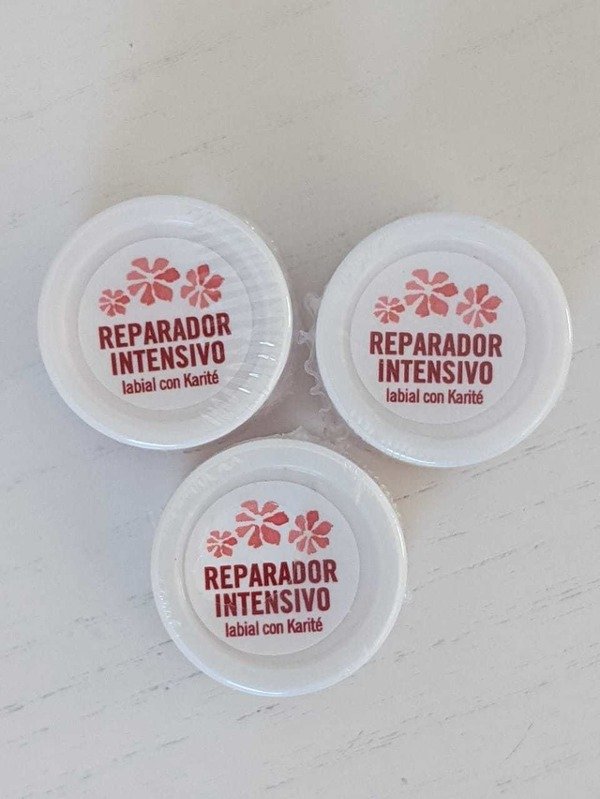 REPARADOR
INTENSIVO
labial con Karité
REPARADOR
INTENSIVO
labial con Karité
REPARADOR
INTENSIVO
labial con Karité